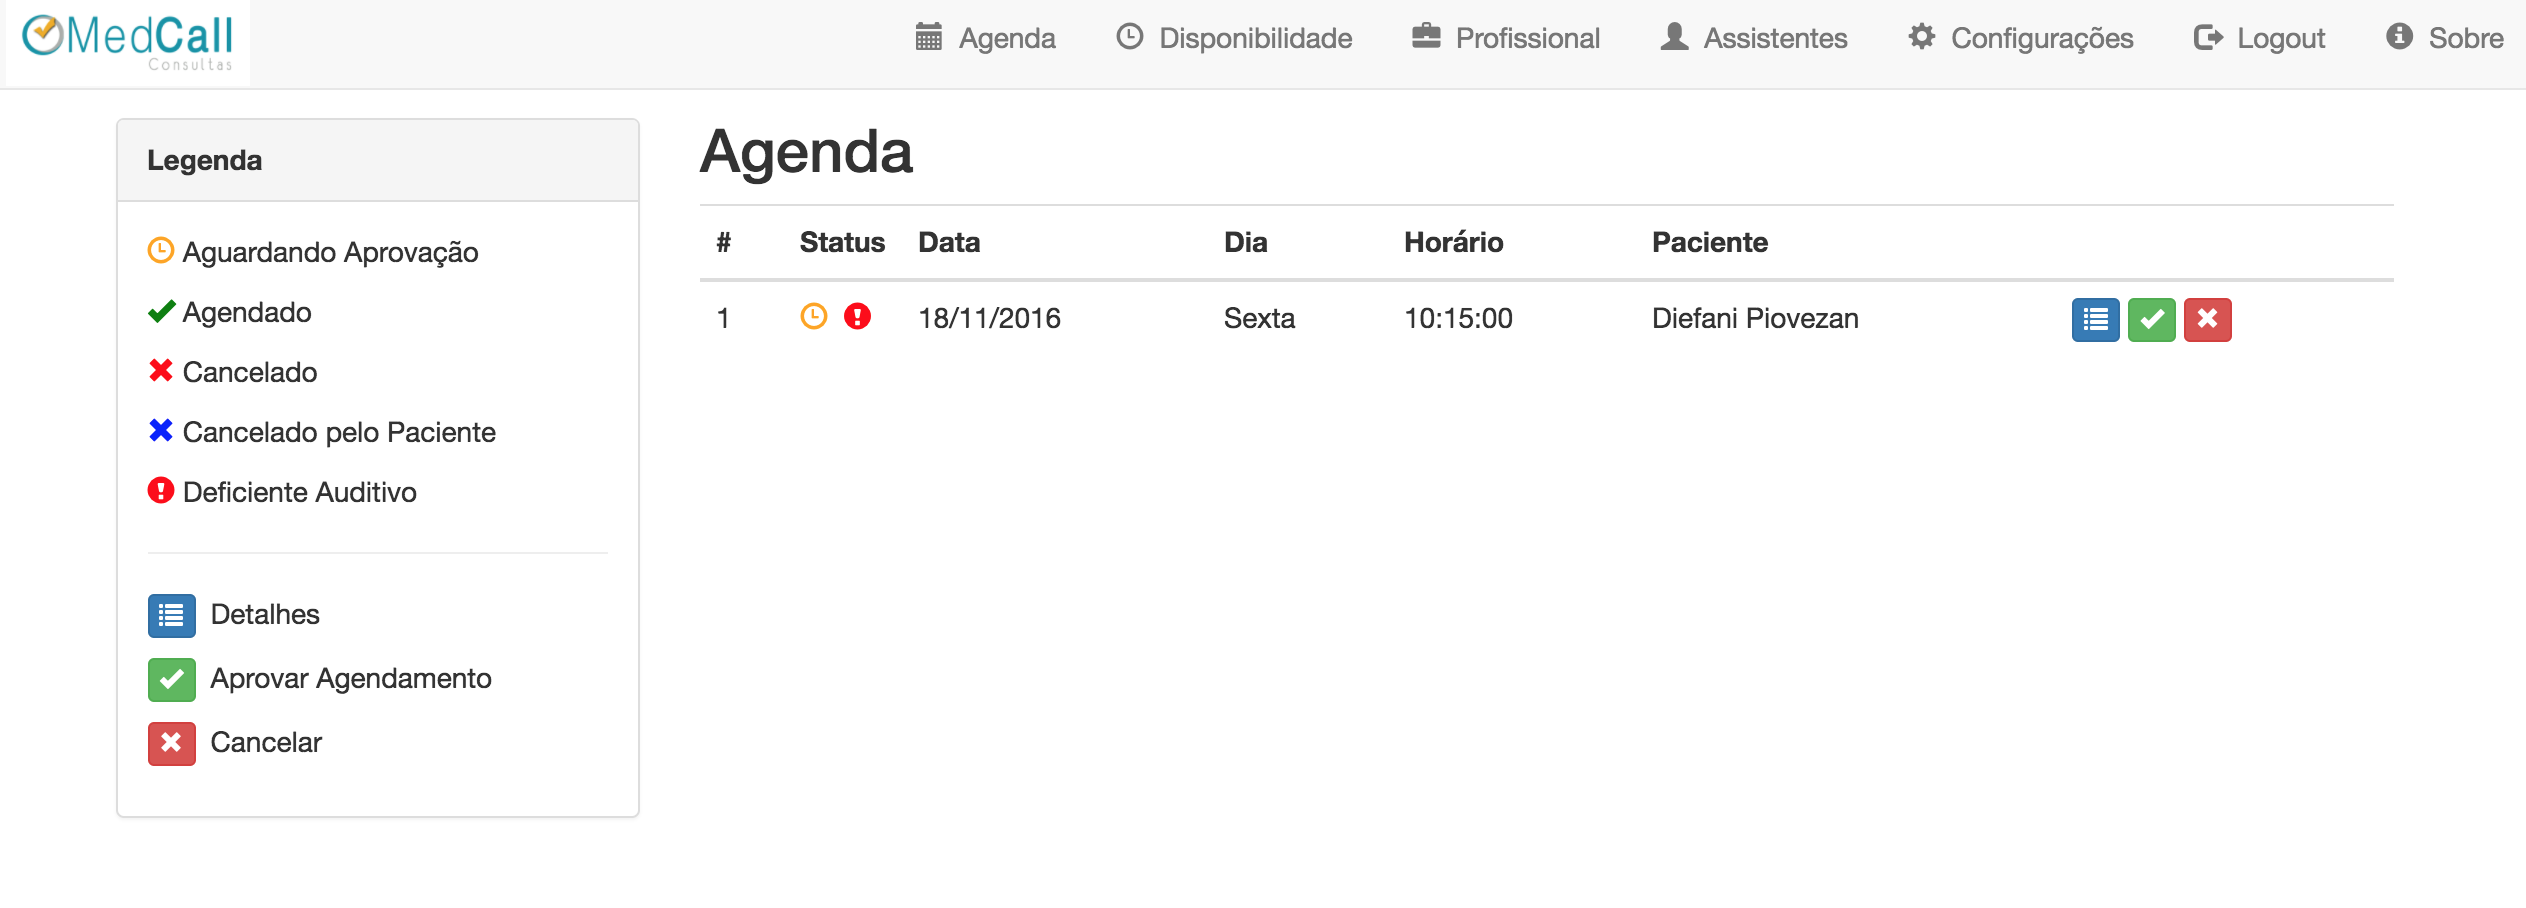 MedCall
Consultas
Agenda Disponibilidade Profissional Assistentes Configurações Logout Sobre
Legenda
Aguardando Aprovação
Agendado
Cancelado
Cancelado pelo Paciente
Deficiente Auditivo
Detalhes
Aprovar Agendamento
Cancelar
Agenda
# Status Data Dia Horário Paciente
1 18/11/2016 Sexta 10:15:00 Diefani Piovezan